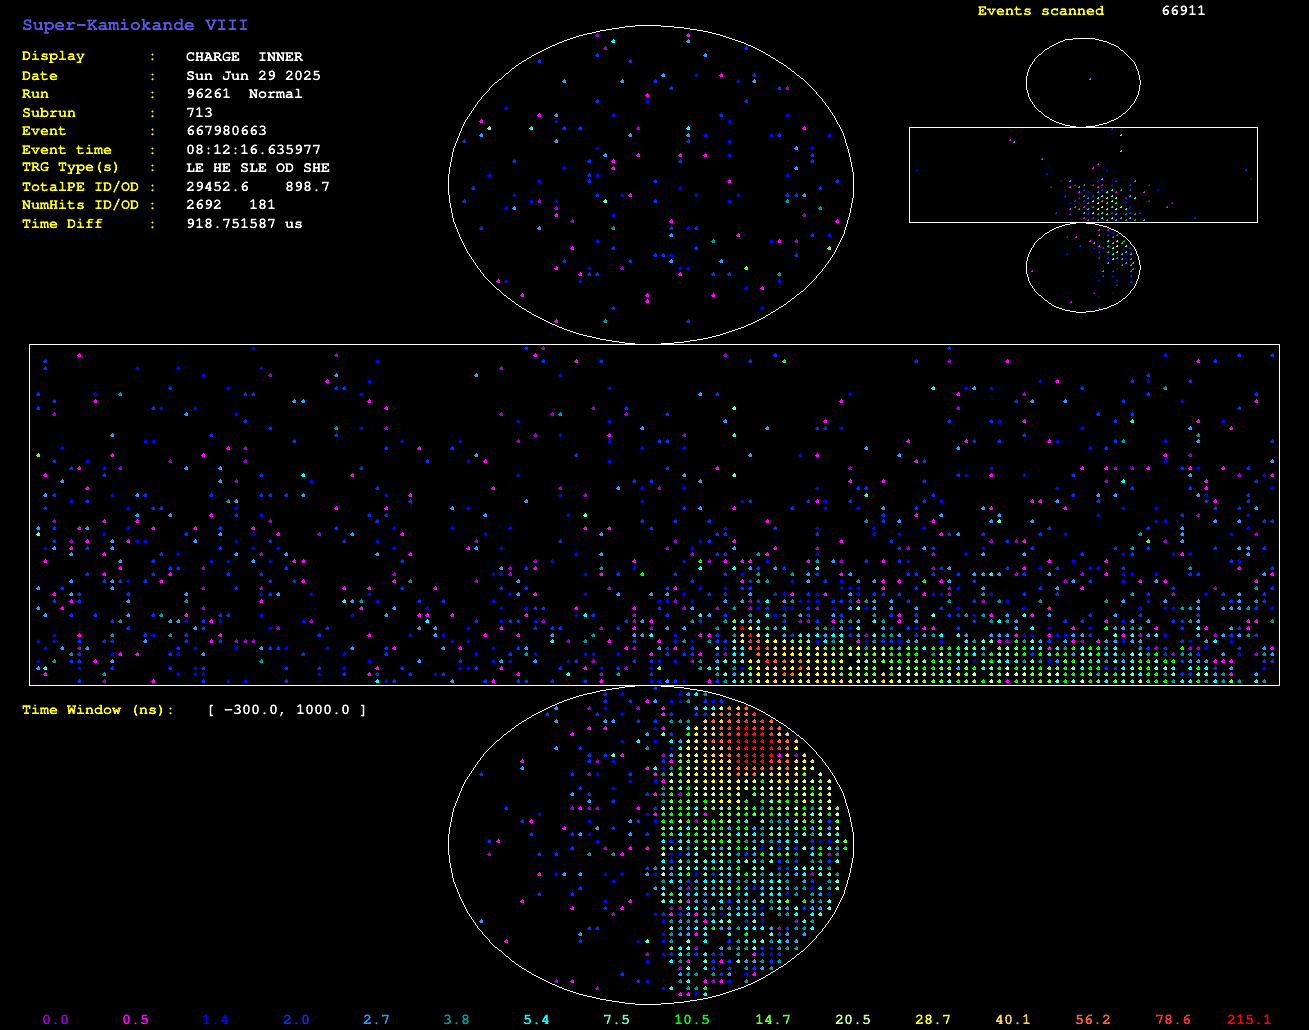 Super-Kamiokande VIII
Display : CHARGE INNER
Date : Sun Jun 29 2025
Run : 96261 Normal
Subrun : 713
Event : 667980663
Event time : 08:12:16.635977
TRG Type(s) : LE HE SLE OD SHE
TotalPE ID/OD : 29452.6 898.7
NumHits ID/OD : 2692 181
Time Diff : 918.751587 us
Events scanned 66911
Time Window (ns): [ -300.0, 1000.0 ]
0.0 0.5 1.4 2.0 2.7 3.8 5.4 7.5 10.5 14.7 20.5 28.7 40.1 56.2 78.6 215.1